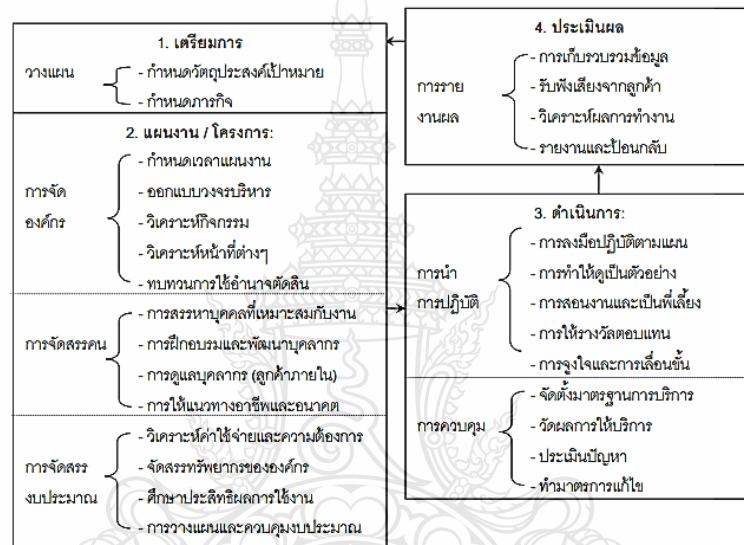 1. เตรียมการ
วางแผน
- กำหนดวัตถุประสงค์เป้าหมาย
- กำหนดภารกิจ
2. แผนงาน / โครงการ:
การจัด
องค์กร
- กำหนดเวลาแผนงาน
- ออกแบบวงจรบริหาร
- วิเคราะห์กิจกรรม
- วิเคราะห์หน้าที่ต่างๆ
- ทบทวนการใช้อำนาจตัดสิน
การจัดสรรคน
- การสรรหาบุคคลที่เหมาะสมกับงาน
- การฝึกอบรมและพัฒนาบุคลากร
- การดูแลบุคลากร (ลูกค้าภายใน)
- การให้แนวทางอาชีพและอนาคต
การจัดสรร
งบประมาณ
- วิเคราะห์ค่าใช้จ่ายและความต้องการ
- จัดสรรทรัพยากรขององค์กร
- ศึกษาประสิทธิผลการใช้งาน
- การวางแผนและควบคุมงบประมาณ
3. ดำเนินการ:
การนำ
การปฏิบัติ
- การลงมือปฏิบัติตามแผน
- การทำให้ดูเป็นตัวอย่าง
- การสอนงานและเป็นพี่เลี้ยง
- การให้รางวัลตอบแทน
- การจูงใจและการเลื่อนขั้น
การควบคุม
- จัดตั้งมาตรฐานการบริการ
- วัดผลการให้บริการ
- ประเมินปัญหา
- ทำมาตรการแก้ไข
4. ประเมินผล
การราย
งานผล
- การเก็บรวบรวมข้อมูล
- รับฟังเสียงจากลูกค้า
- วิเคราะห์ผลการทำงาน
- รายงานและป้อนกลับ